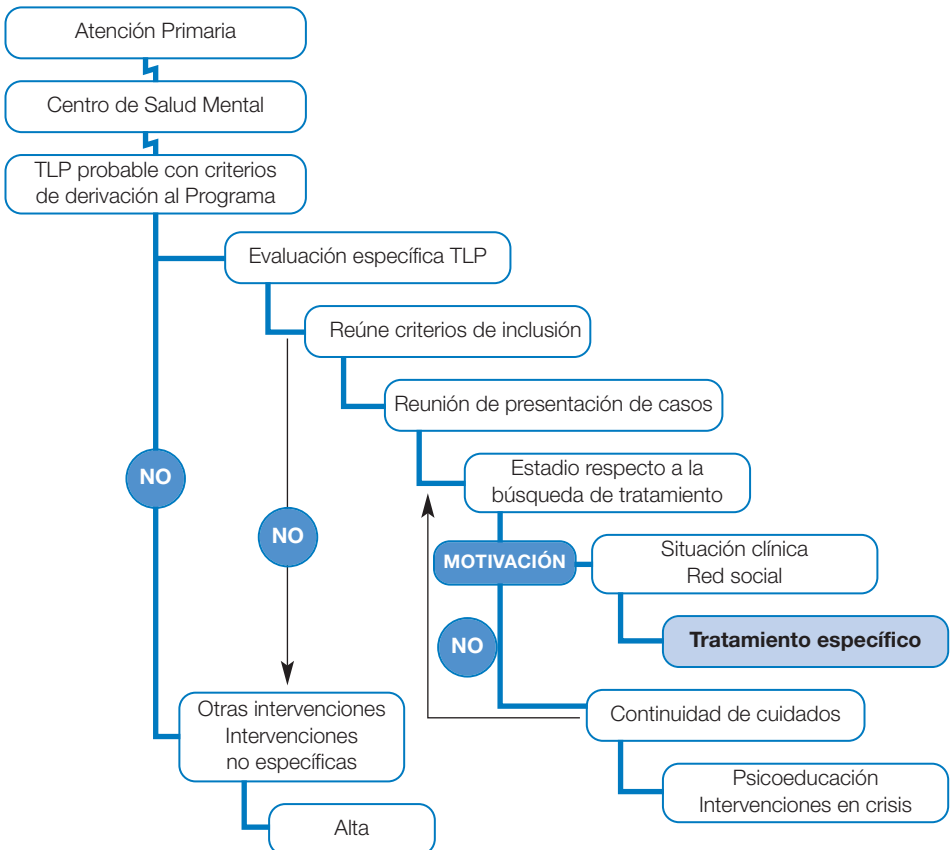 Atención Primaria
Centro de Salud Mental
TLP probable con criterios
de derivación al Programa
Evaluación específica TLP
Reúne criterios de inclusión
Reunión de presentación de casos
Estadio respecto a la
búsqueda de tratamiento
NO
NO
MOTIVACIÓN
Situación clínica
Red social
NO
Tratamiento específico
Otras intervenciones
Intervenciones
no específicas
Continuidad de cuidados
Psicoeducación
Intervenciones en crisis
Alta